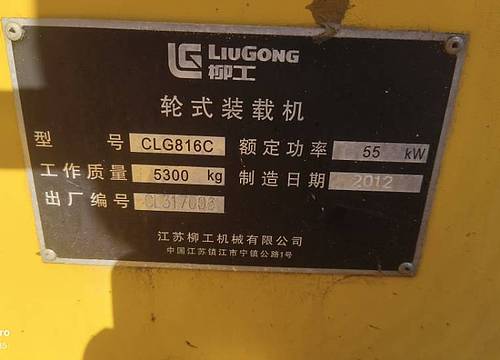 LIUGONG
柳工
轮式装载机
型 号 CLG816C 额定功率 55 kW
工作质量 5300 kg 制造日期 2012
出厂编号 CL317003
江苏柳工机械有限公司
中国江苏镇江市宁镇公路1号